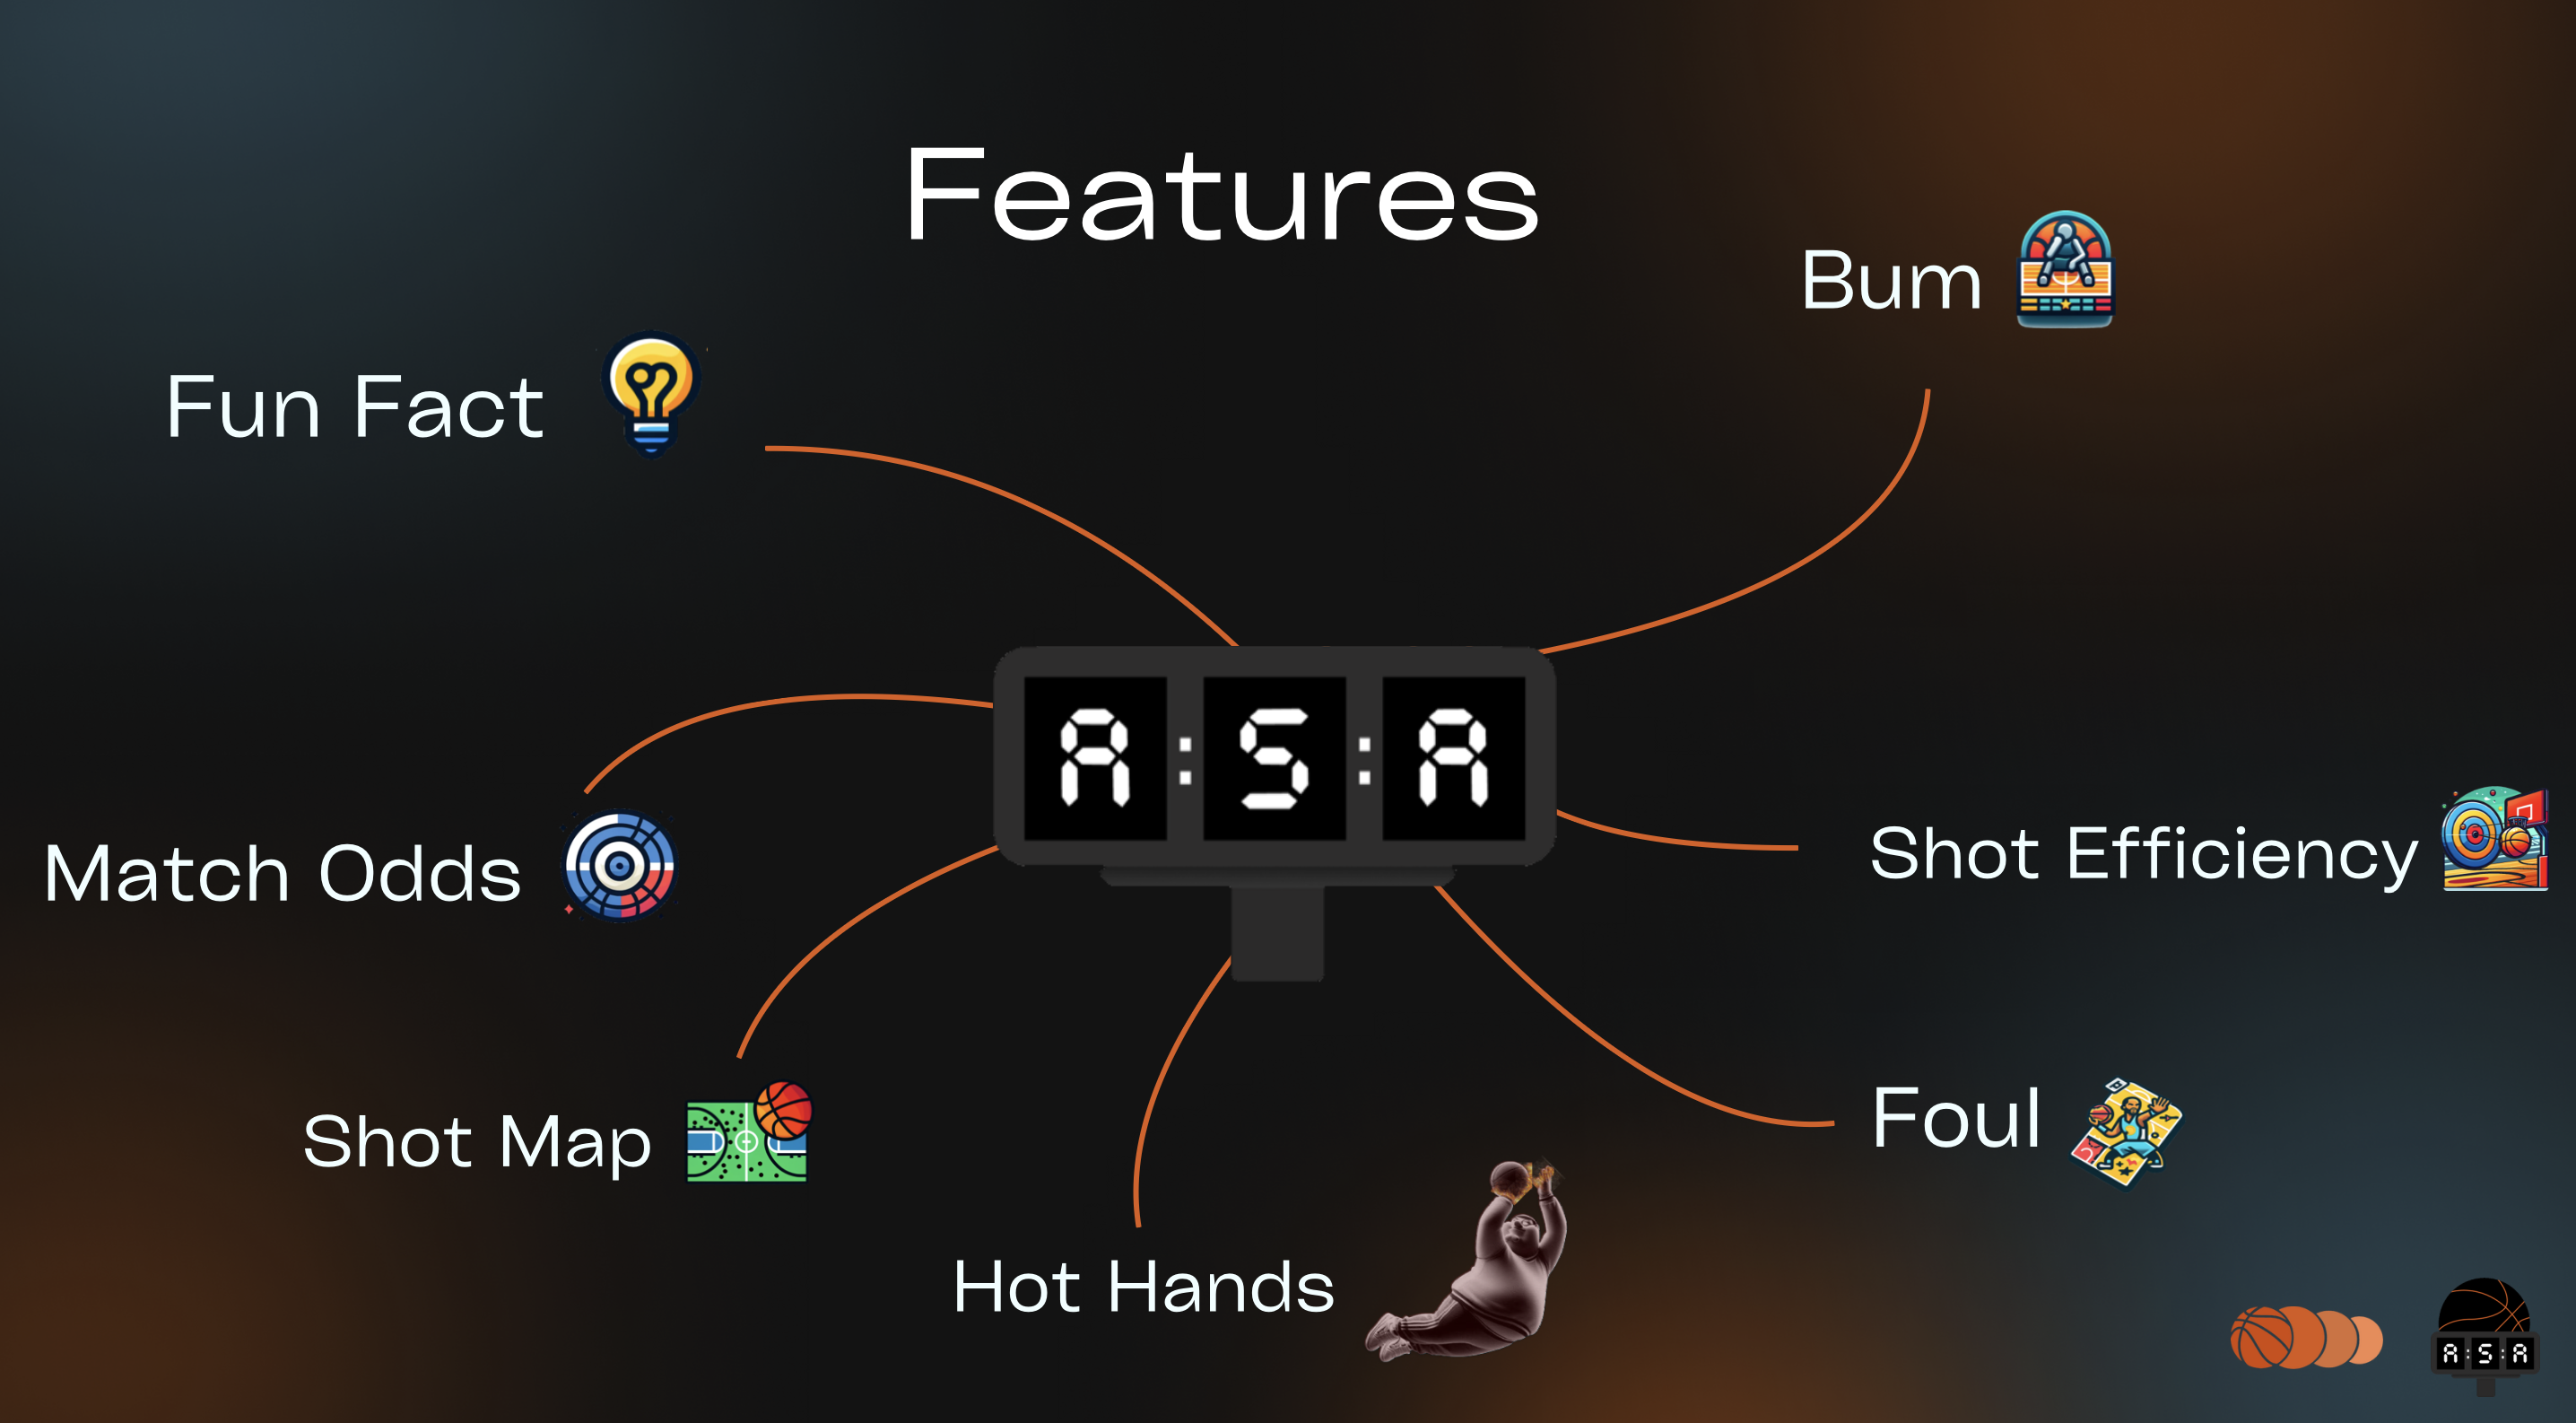 Features
Bum
Fun Fact
A:S:A
Match Odds
Shot Efficiency
Shot Map
Foul
Hot Hands
A:S:A